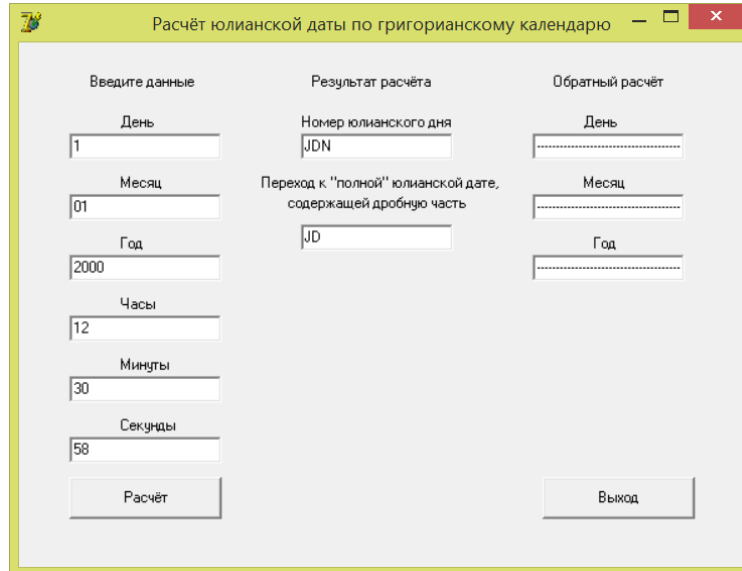 Расчёт юлианской даты по григорианскому календарю
Введите данные
День
1
Месяц
01
Год
2000
Часы
12
Минуты
30
Секунды
58
Расчёт
Результат расчёта
Номер юлианского дня
JDN
Переход к "полной" юлианской дате,
содержащей дробную часть
JD
Обратный расчёт
День
------------------------------------
Месяц
------------------------------------
Год
------------------------------------
Выход